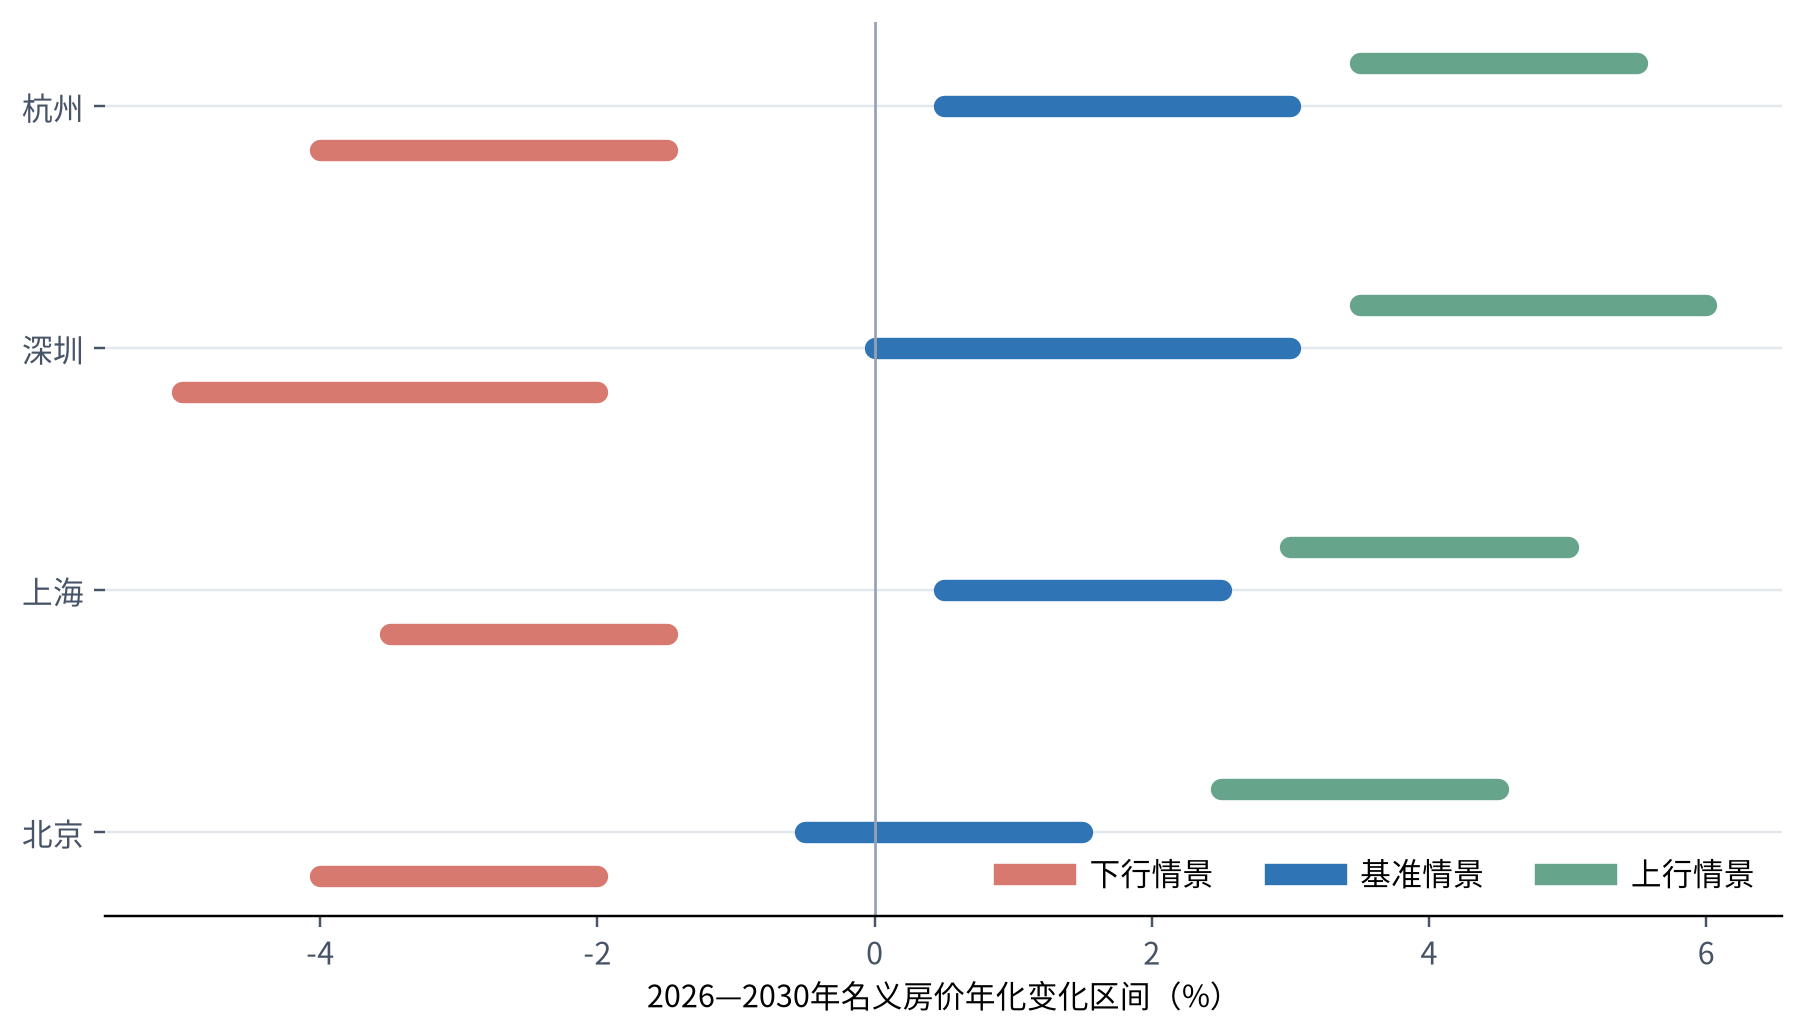 杭州
深圳
上海
北京
下行情景 基准情景 上行情景
-4 -2 0 2 4 6
2026—2030年名义房价年化变化区间（%）